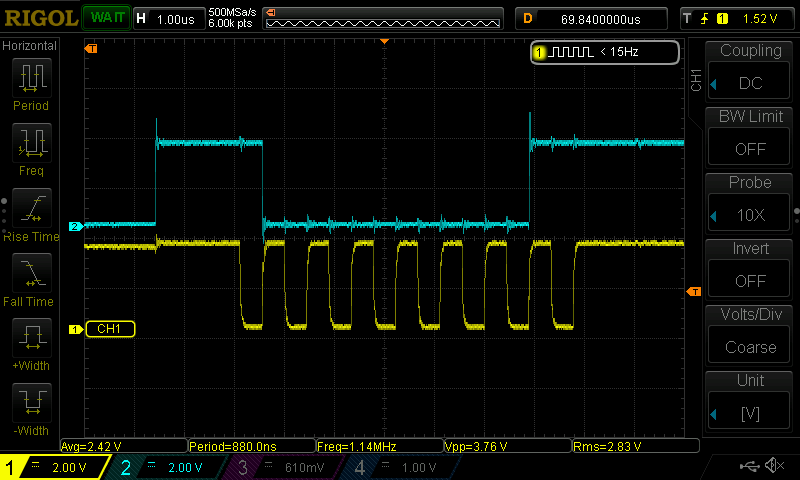 RIGOL WAIT H 1.00us 500MSa/s 6.00k pts D 69.8400000us T 1 1.52 V
Horizontal
Period
Freq
Rise Time
Fall Time
+Width
-Width
T
1 < 15Hz
2
1 CH1
T
CH1
Coupling
DC
BW Limit
OFF
Probe
10X
Invert
OFF
Volts/Div
Coarse
Unit
[V]
Avg=2.42 V Period=880.0ns Freq=1.14MHz Vpp=3.76 V Rms=2.83 V
1 = 2.00 V 2 = 2.00 V 3 = 610mV 4 = 1.00 V